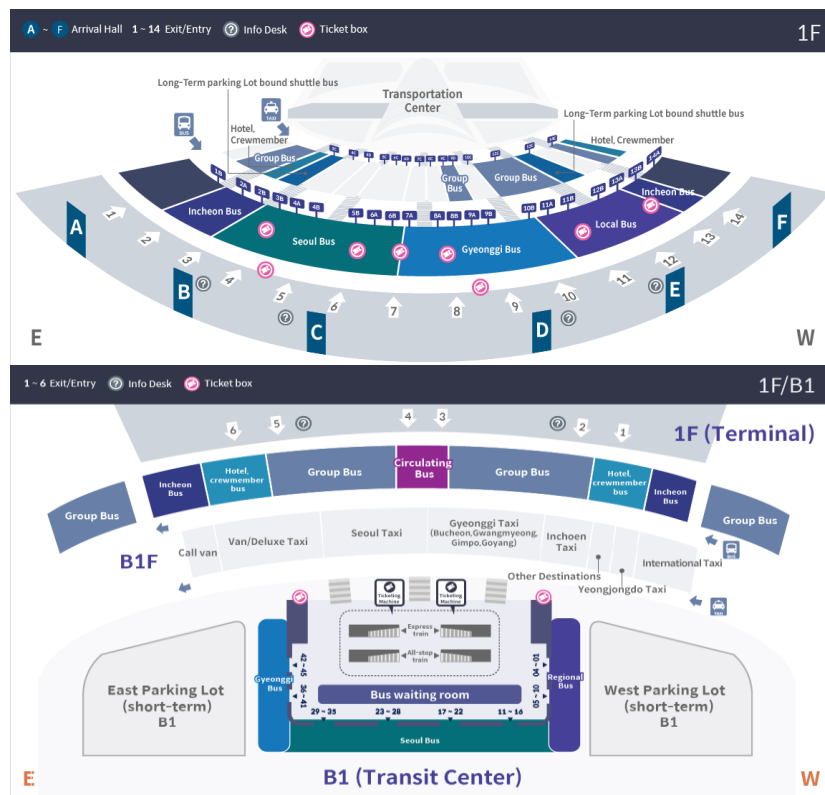 A ~ F Arrival Hall 1 ~ 14 Exit/Entry ? Info Desk Ticket box
1F
Long-Term parking Lot bound shuttle bus
Transportation
Center
Long-Term parking Lot bound shuttle bus
TAXI
BUS
Hotel,
Crewmember
Hotel, Crewmember
Group Bus
Group
Bus
Group Bus
1B
2A
2B
3B
4A
4B
5B
6A
6B
7A
8A
8B
9A
9B
10B
11A
11B
12B
13A
13B
14A
Incheon Bus
Seoul Bus
Gyeonggi Bus
Local Bus
Incheon Bus
A
B
C
D
E
F
1
2
3
4
5
6
7
8
9
10
11
12
13
14
?
?
?
?
E
W
1 ~ 6 Exit/Entry ? Info Desk Ticket box
1F/B1
6
5
?
4
3
?
2
1
1F (Terminal)
Group Bus
Incheon
Bus
Hotel,
crewmember
bus
Group Bus
Circulating
Bus
Group Bus
Hotel,
crewmember
bus
Incheon
Bus
Group Bus
B1F
Call van
Van/Deluxe Taxi
Seoul Taxi
Gyeonggi Taxi
(Bucheon,Gwangmyeong,
Gimpo,Goyang)
Inchoen
Taxi
Other Destinations
Yeongjongdo Taxi
International Taxi
BUS
TAXI
Ticketing
Machine
Ticketing
Machine
Express
train
All-stop
train
Gyeonggi
Bus
42 ~ 45
36 ~ 41
04 ~ 01
05 ~ 10
Regional
Bus
Bus waiting room
29 ~ 35
23 ~ 28
17 ~ 22
11 ~ 16
Seoul Bus
East Parking Lot
(short-term)
B1
West Parking Lot
(short-term)
B1
E
B1 (Transit Center)
W